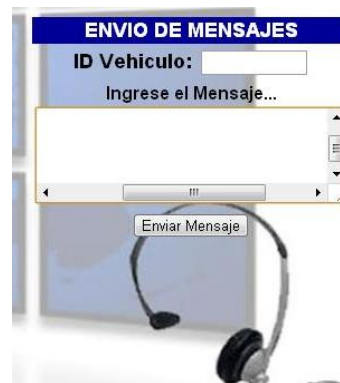 ENVIO DE MENSAJES
ID Vehiculo:
Ingrese el Mensaje...
Enviar Mensaje